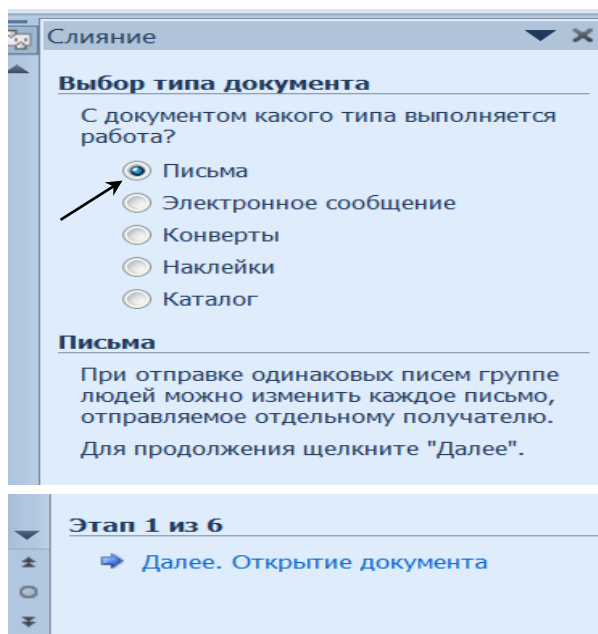 Слияние
Выбор типа документа
С документом какого типа выполняется
работа?
Письма
Электронное сообщение
Конверты
Наклейки
Каталог
Письма
При отправке одинаковых писем группе
людей можно изменить каждое письмо,
отправляемое отдельному получателю.
Для продолжения щелкните "Далее".
Этап 1 из 6
Далее. Открытие документа